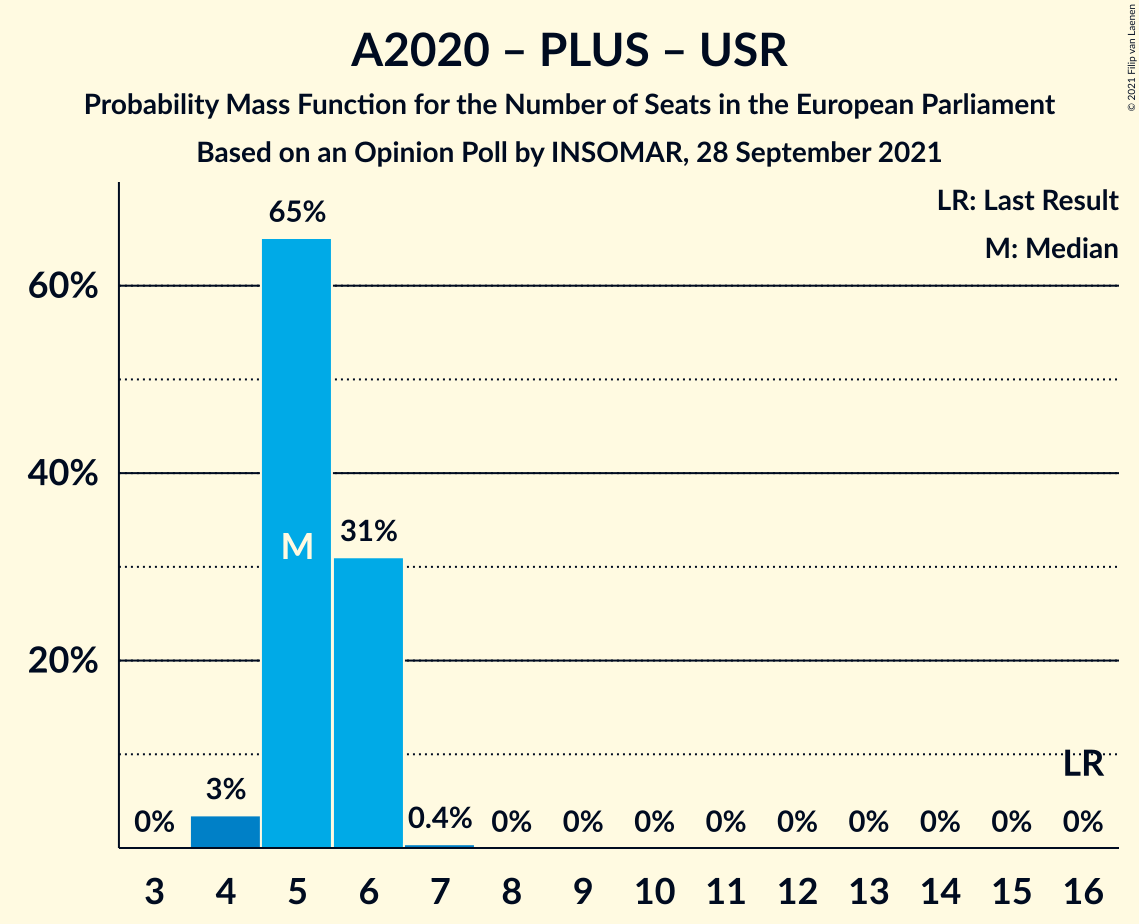 A2020 – PLUS – USR
Probability Mass Function for the Number of Seats in the European Parliament
Based on an Opinion Poll by INSOMAR, 28 September 2021
© 2021 Filip van Laenen
LR: Last Result
M: Median
65%
60%
M
31%
40%
20%
LR
0%
3%
0.4%
0%
0%
0%
0%
0%
0%
0%
0%
0%
3 4 5 6 7 8 9 10 11 12 13 14 15 16